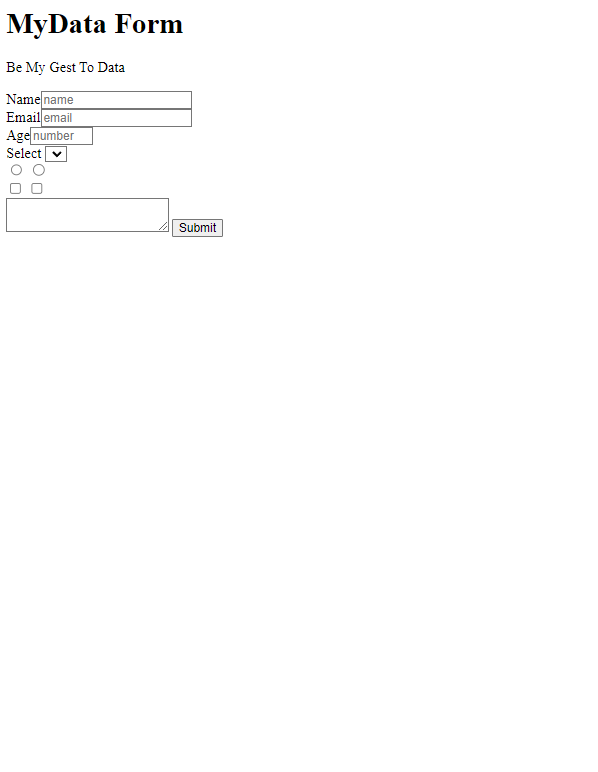 MyData Form
Be My Gest To Data
Name name
Email email
Age number
Select
Submit